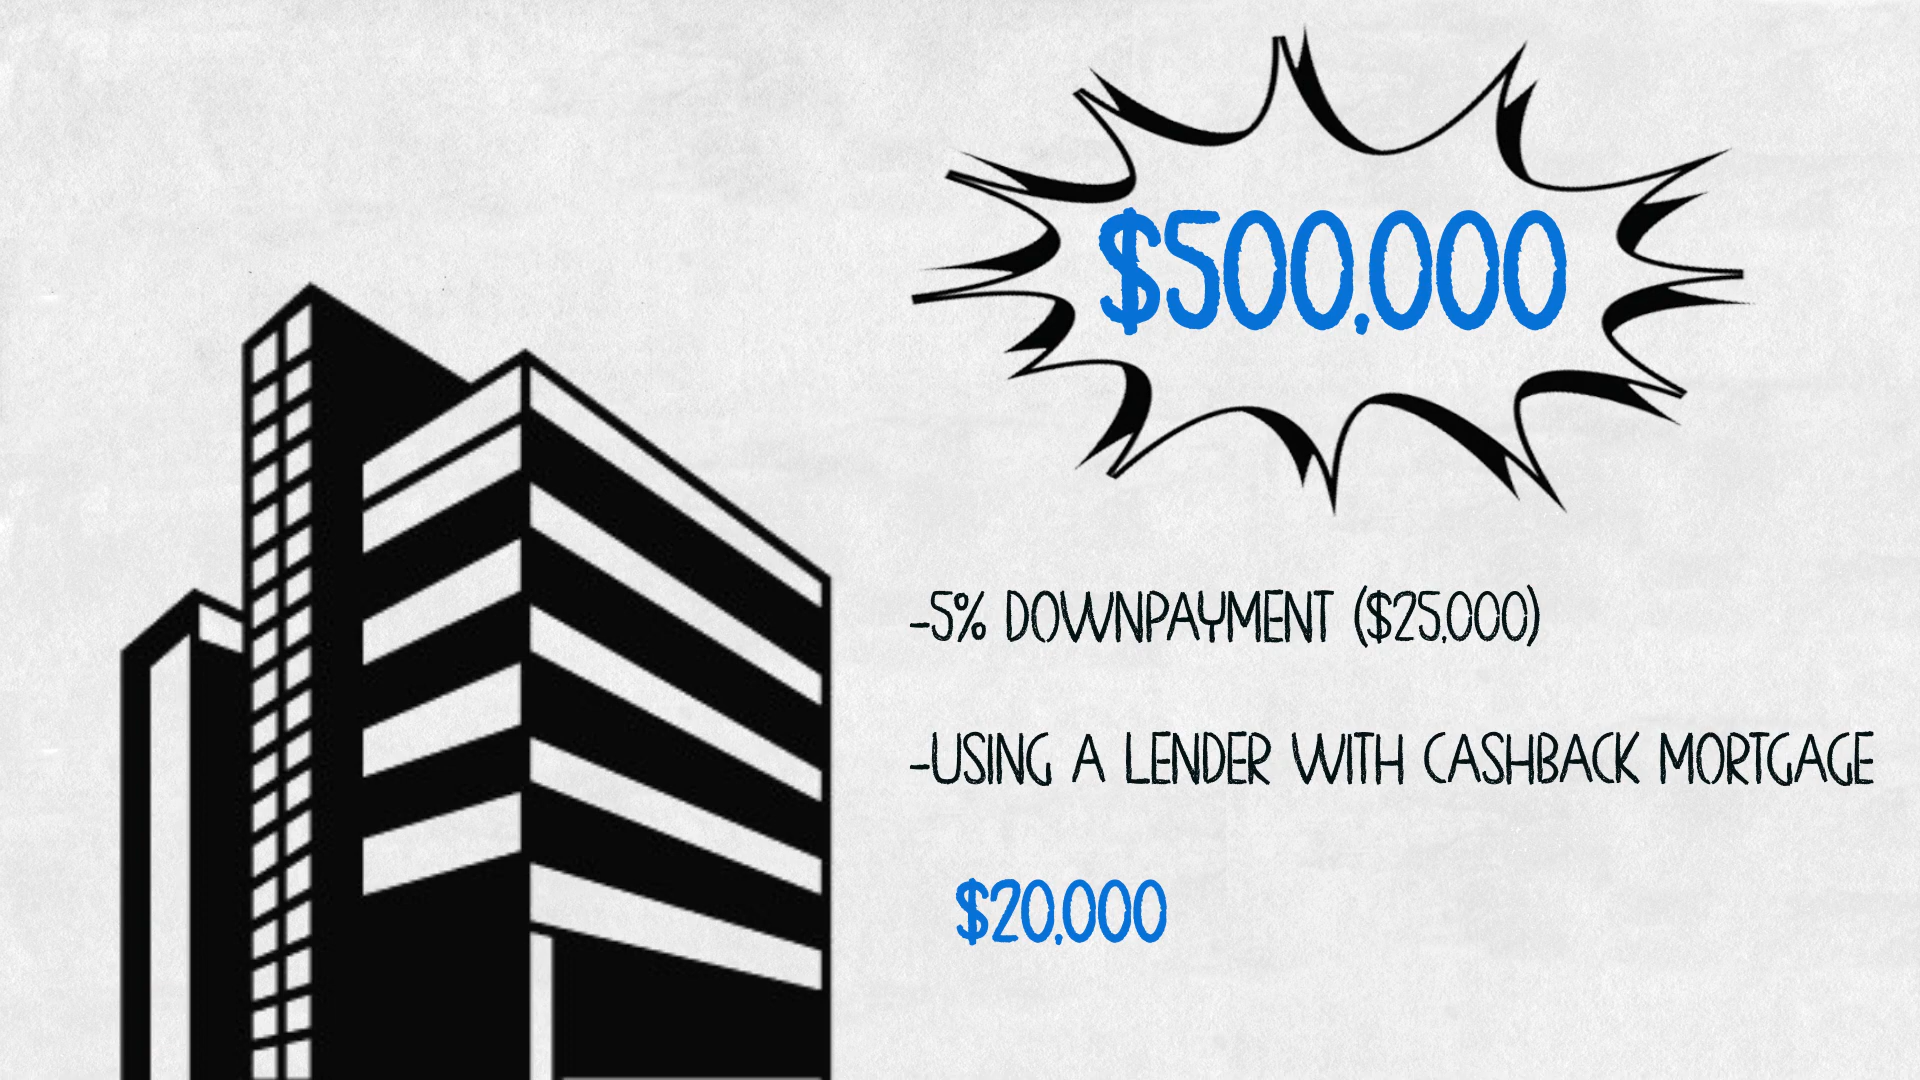 $500,000
-5% DOWNPAYMENT ($25,000)
-USING A LENDER WITH CASHBACK MORTGAGE
$20,000